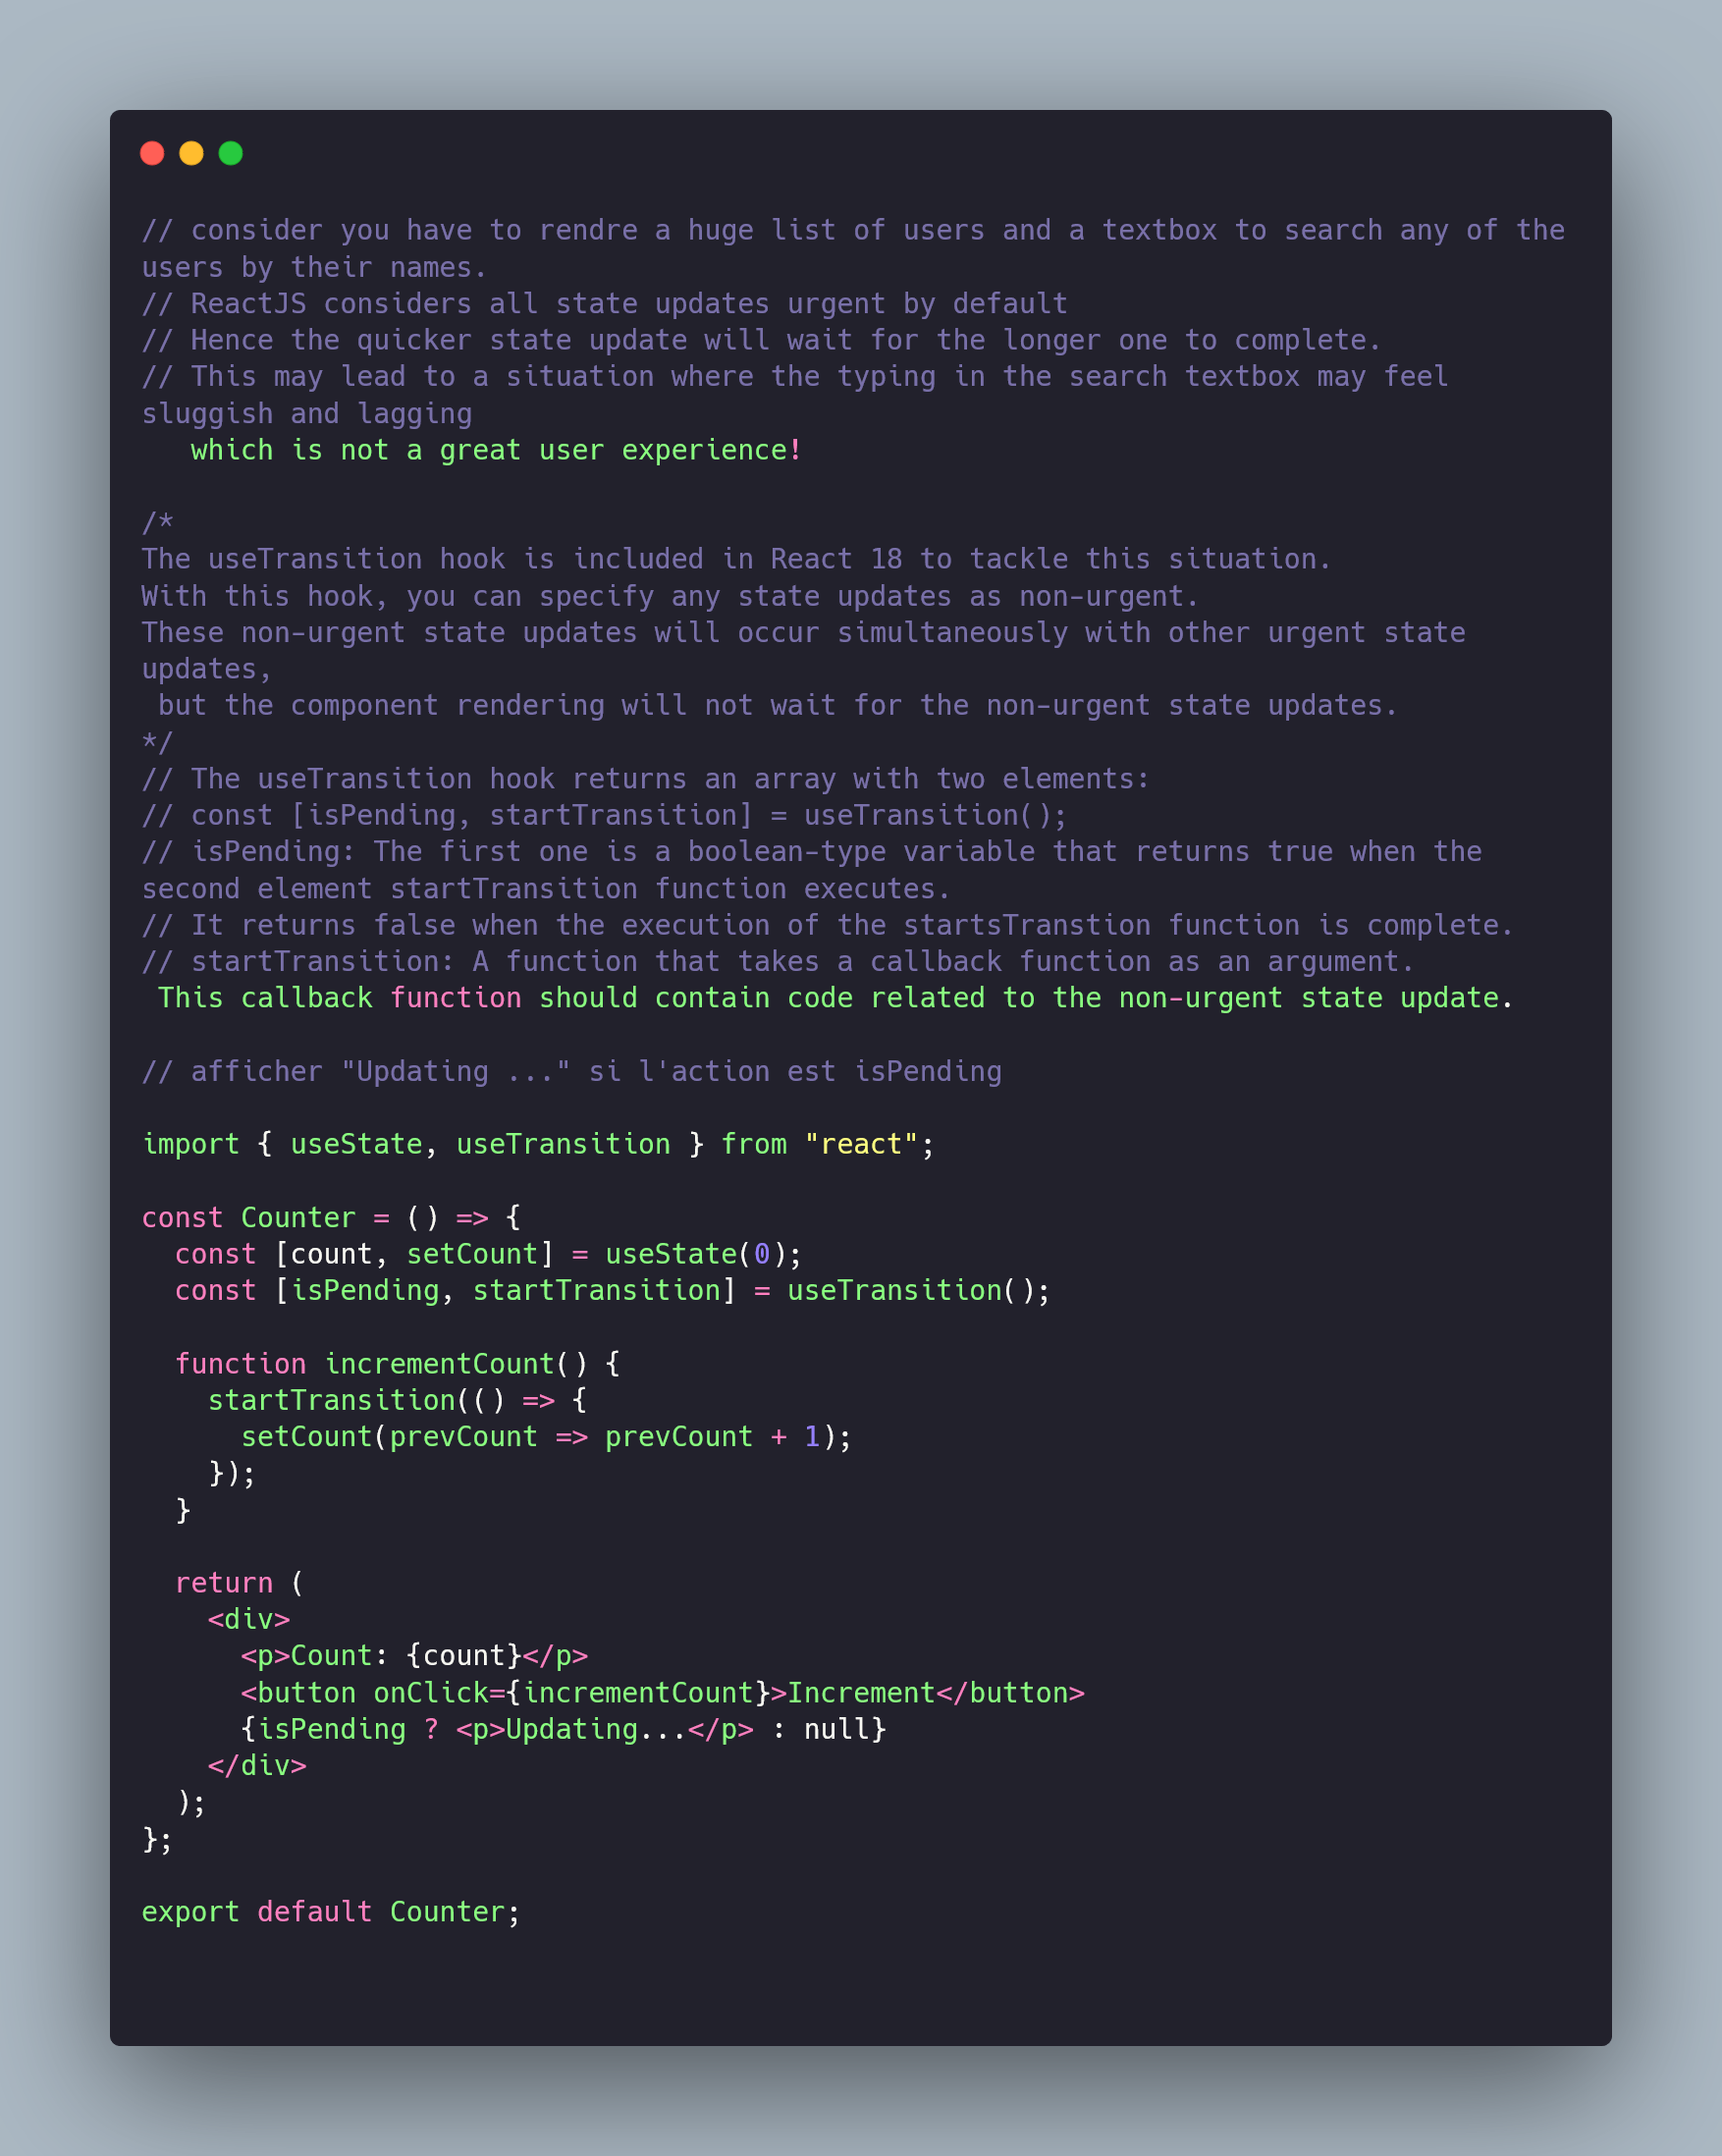 // consider you have to rendre a huge list of users and a textbox to search any of the
users by their names.
// ReactJS considers all state updates urgent by default
// Hence the quicker state update will wait for the longer one to complete.
// This may lead to a situation where the typing in the search textbox may feel
sluggish and lagging
   which is not a great user experience!

/*
The useTransition hook is included in React 18 to tackle this situation.
With this hook, you can specify any state updates as non-urgent.
These non-urgent state updates will occur simultaneously with other urgent state
updates,
 but the component rendering will not wait for the non-urgent state updates.
*/
// The useTransition hook returns an array with two elements:
// const [isPending, startTransition] = useTransition();
// isPending: The first one is a boolean-type variable that returns true when the
second element startTransition function executes.
// It returns false when the execution of the startsTranstion function is complete.
// startTransition: A function that takes a callback function as an argument.
 This callback function should contain code related to the non-urgent state update.

// afficher "Updating ..." si l'action est isPending

import { useState, useTransition } from "react";

const Counter = () => {
  const [count, setCount] = useState(0);
  const [isPending, startTransition] = useTransition();

  function incrementCount() {
    startTransition(() => {
      setCount(prevCount => prevCount + 1);
    });
  }

  return (
    <div>
      <p>Count: {count}</p>
      <button onClick={incrementCount}>Increment</button>
      {isPending ? <p>Updating...</p> : null}
    </div>
  );
};

export default Counter;